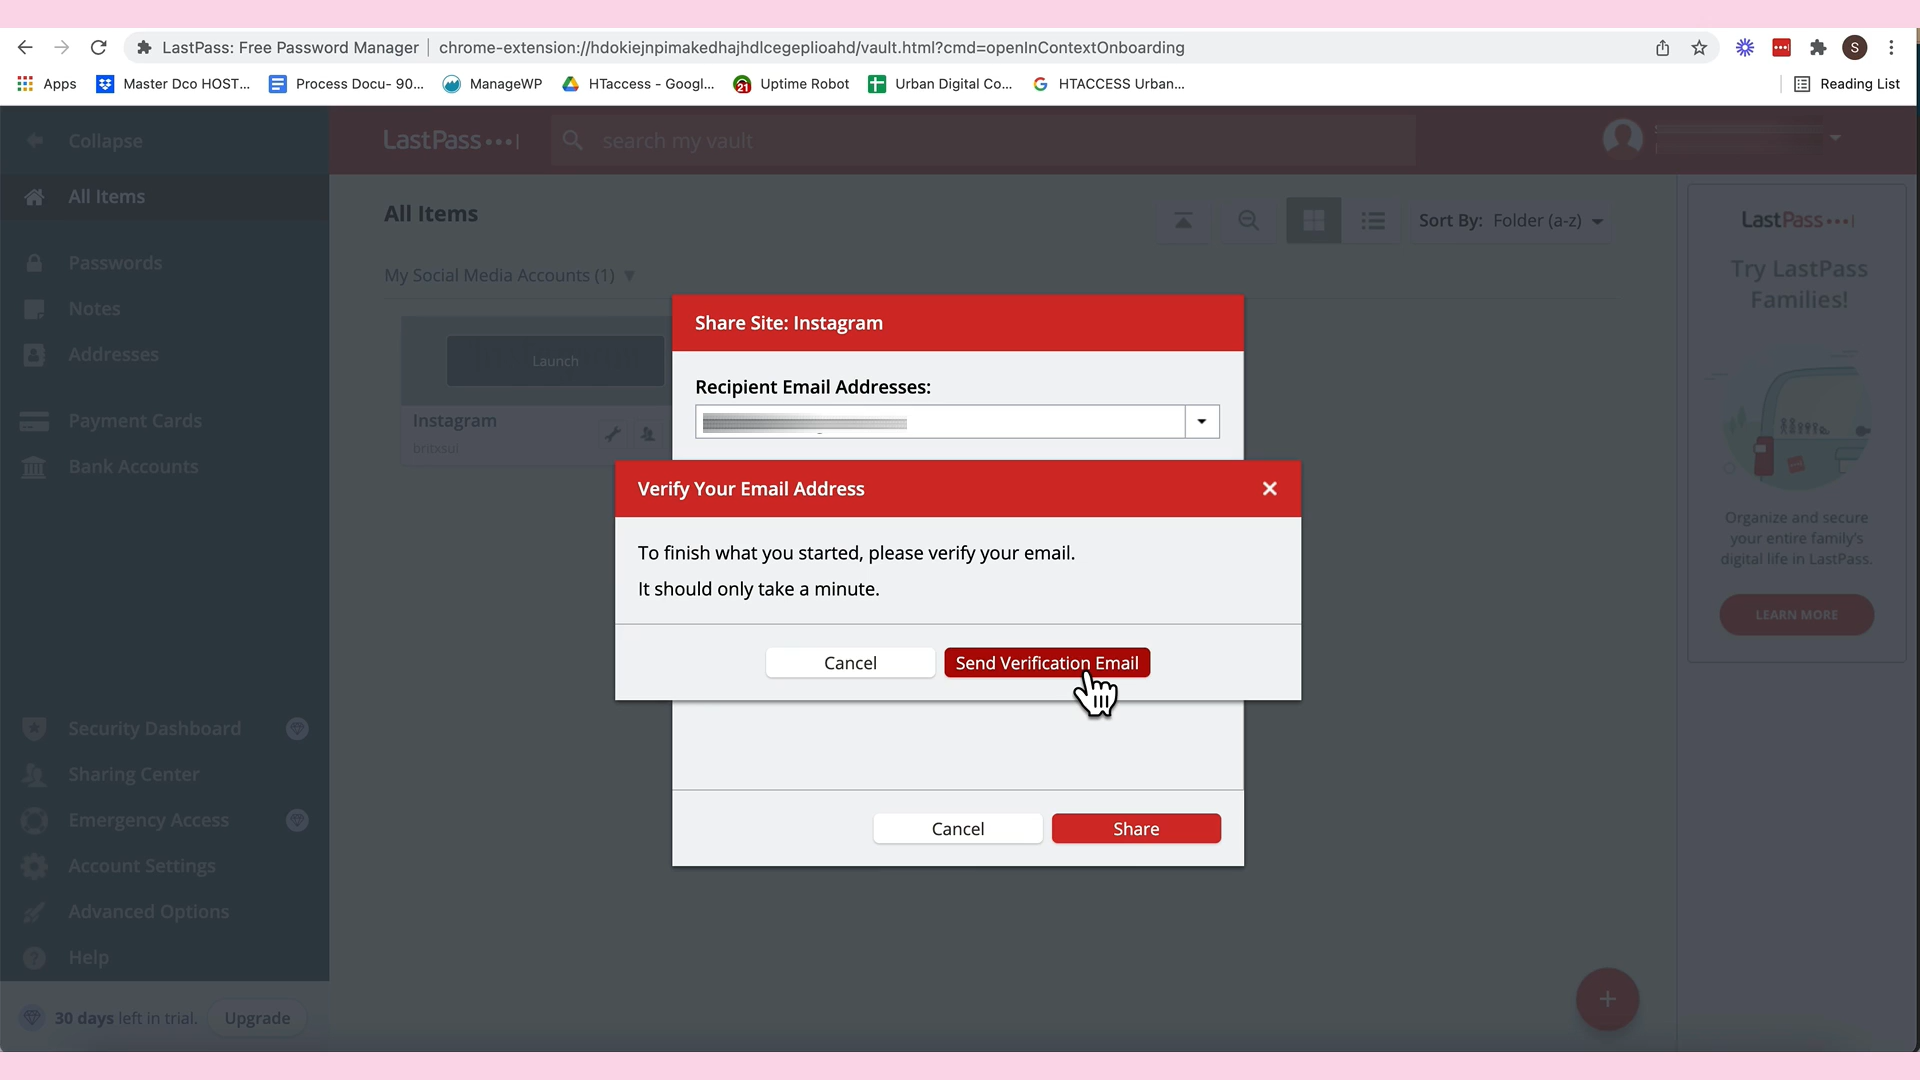 LastPass: Free Password Manager
chrome-extension://hdokiejnpimakedhajhdlcegeplioahd/vault.html?cmd=openInContextOnboarding
S
Apps
Master Dco HOST...
Process Docu- 90...
ManageWP
HTaccess - Googl...
21
Uptime Robot
Urban Digital Co...
HTACCESS Urban...
Reading List
Collapse
LastPass
search my vault
All Items
Passwords
Notes
Addresses
Payment Cards
Bank Accounts
Security Dashboard
Sharing Center
Emergency Access
Account Settings
Advanced Options
Help
30 days left in trial.
Upgrade
All Items
Sort By: Folder (a-z)
My Social Media Accounts (1)
Launch
Instagram
britxsui
Share Site: Instagram
Recipient Email Addresses:
Verify Your Email Address
To finish what you started, please verify your email.
It should only take a minute.
Cancel
Send Verification Email
Cancel
Share
LastPass
Try LastPass
Families!
Organize and secure
your entire family's
digital life in LastPass.
LEARN MORE